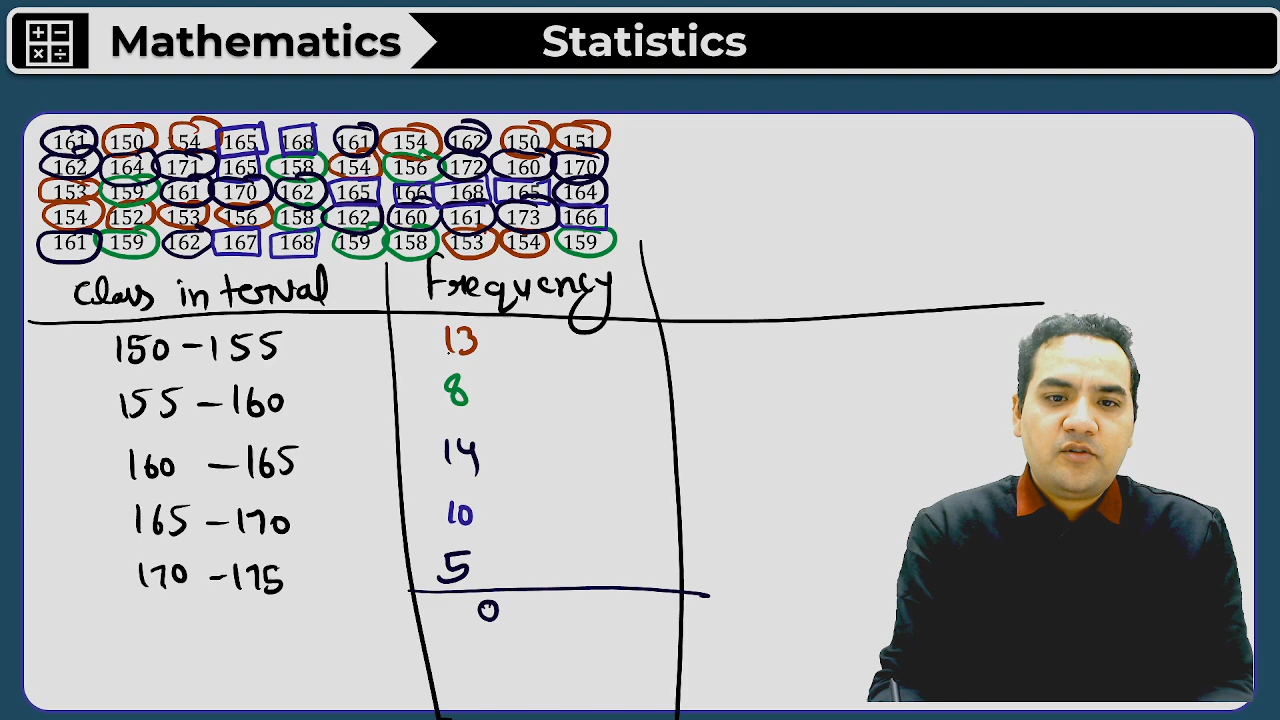 Mathematics Statistics
161 150 154 165 168 161 154 162 150 151
162 164 171 165 158 154 156 172 160 170
153 159 161 170 162 165 166 168 165 164
154 152 153 156 158 162 160 161 173 166
161 159 162 167 168 159 158 153 154 159
Class interval Frequency
150 - 155 13
155 - 160 8
160 - 165 14
165 - 170 10
170 - 175 5
0